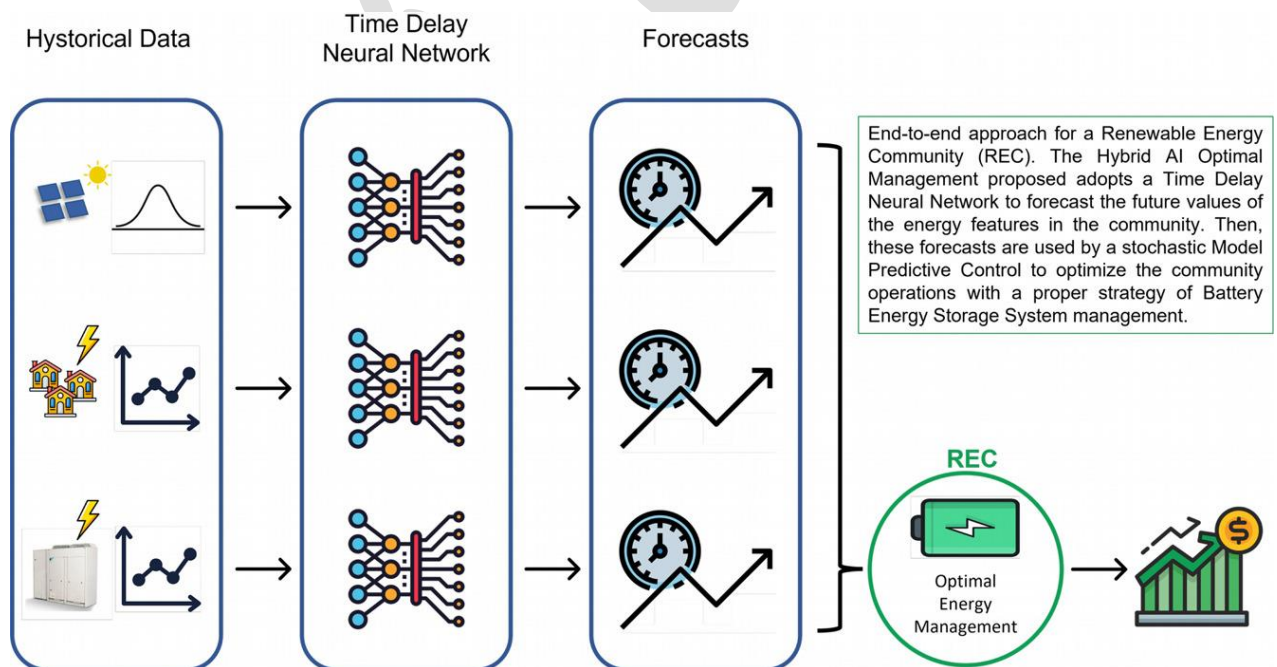 Hystorical Data
Time Delay
Neural Network
Forecasts
End-to-end approach for a Renewable Energy
Community (REC). The Hybrid AI Optimal
Management proposed adopts a Time Delay
Neural Network to forecast the future values of
the energy features in the community. Then,
these forecasts are used by a stochastic Model
Predictive Control to optimize the community
operations with a proper strategy of Battery
Energy Storage System management.
REC
Optimal
Energy
Management
$